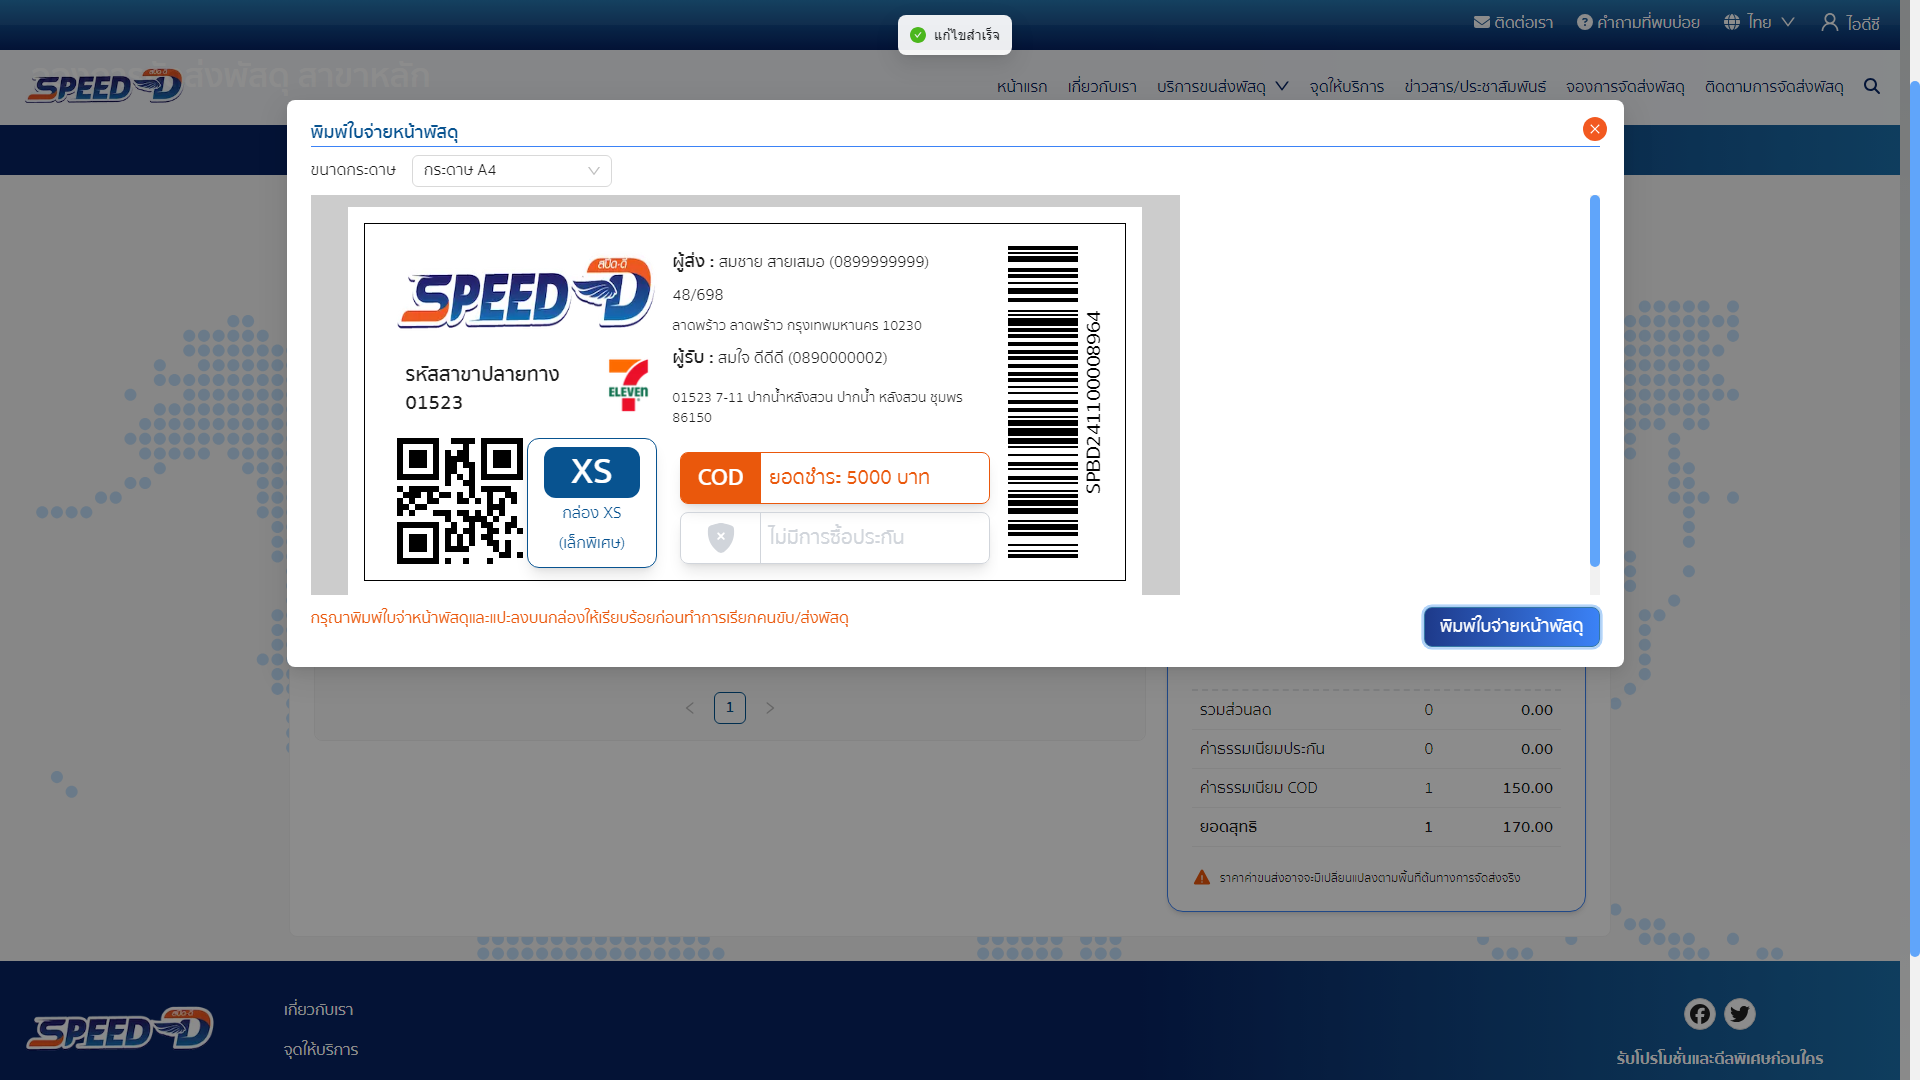 ติดต่อเรา
คำถามที่พบบ่อย
ไทย
ไอดีซี
แก้ไขสำเร็จ
สปีด-ดี
SPEED-D
ส่งพัสดุ สาขาหลัก
หน้าแรก
เกี่ยวกับเรา
บริการขนส่งพัสดุ
จุดให้บริการ
ข่าวสาร/ประชาสัมพันธ์
จองการจัดส่งพัสดุ
ติดตามการจัดส่งพัสดุ
พิมพ์ใบจ่ายหน้าพัสดุ
ขนาดกระดาษ
กระดาษ A4
สปีด-ดี
SPEED-D
รหัสสาขาปลายทาง
01523
7
ELEVEN
XS
กล่อง XS
(เล็กพิเศษ)
ผู้ส่ง : สมชาย สายเสมอ (0899999999)
48/698
ลาดพร้าว ลาดพร้าว กรุงเทพมหานคร 10230
ผู้รับ : สมใจ ดีดีดี (0890000002)
01523 7-11 ปากน้ำหลังสวน ปากน้ำ หลังสวน ชุมพร
86150
COD ยอดชำระ 5000 บาท
ไม่มีการซื้อประกัน
SPBD241100008964
กรุณาพิมพ์ใบจ่าหน้าพัสดุและแปะลงบนกล่องให้เรียบร้อยก่อนทำการเรียกคนขับ/ส่งพัสดุ
พิมพ์ใบจ่ายหน้าพัสดุ
1
รวมส่วนลด 0 0.00
ค่าธรรมเนียมประกัน 0 0.00
ค่าธรรมเนียม COD 1 150.00
ยอดสุทธิ 1 170.00
ราคาค่าขนส่งอาจจะมีเปลี่ยนแปลงตามพื้นที่ต้นทางการจัดส่งจริง
สปีด-ดี
SPEED-D
เกี่ยวกับเรา
จุดให้บริการ
รับโปรโมชั่นและดีลพิเศษก่อนใคร